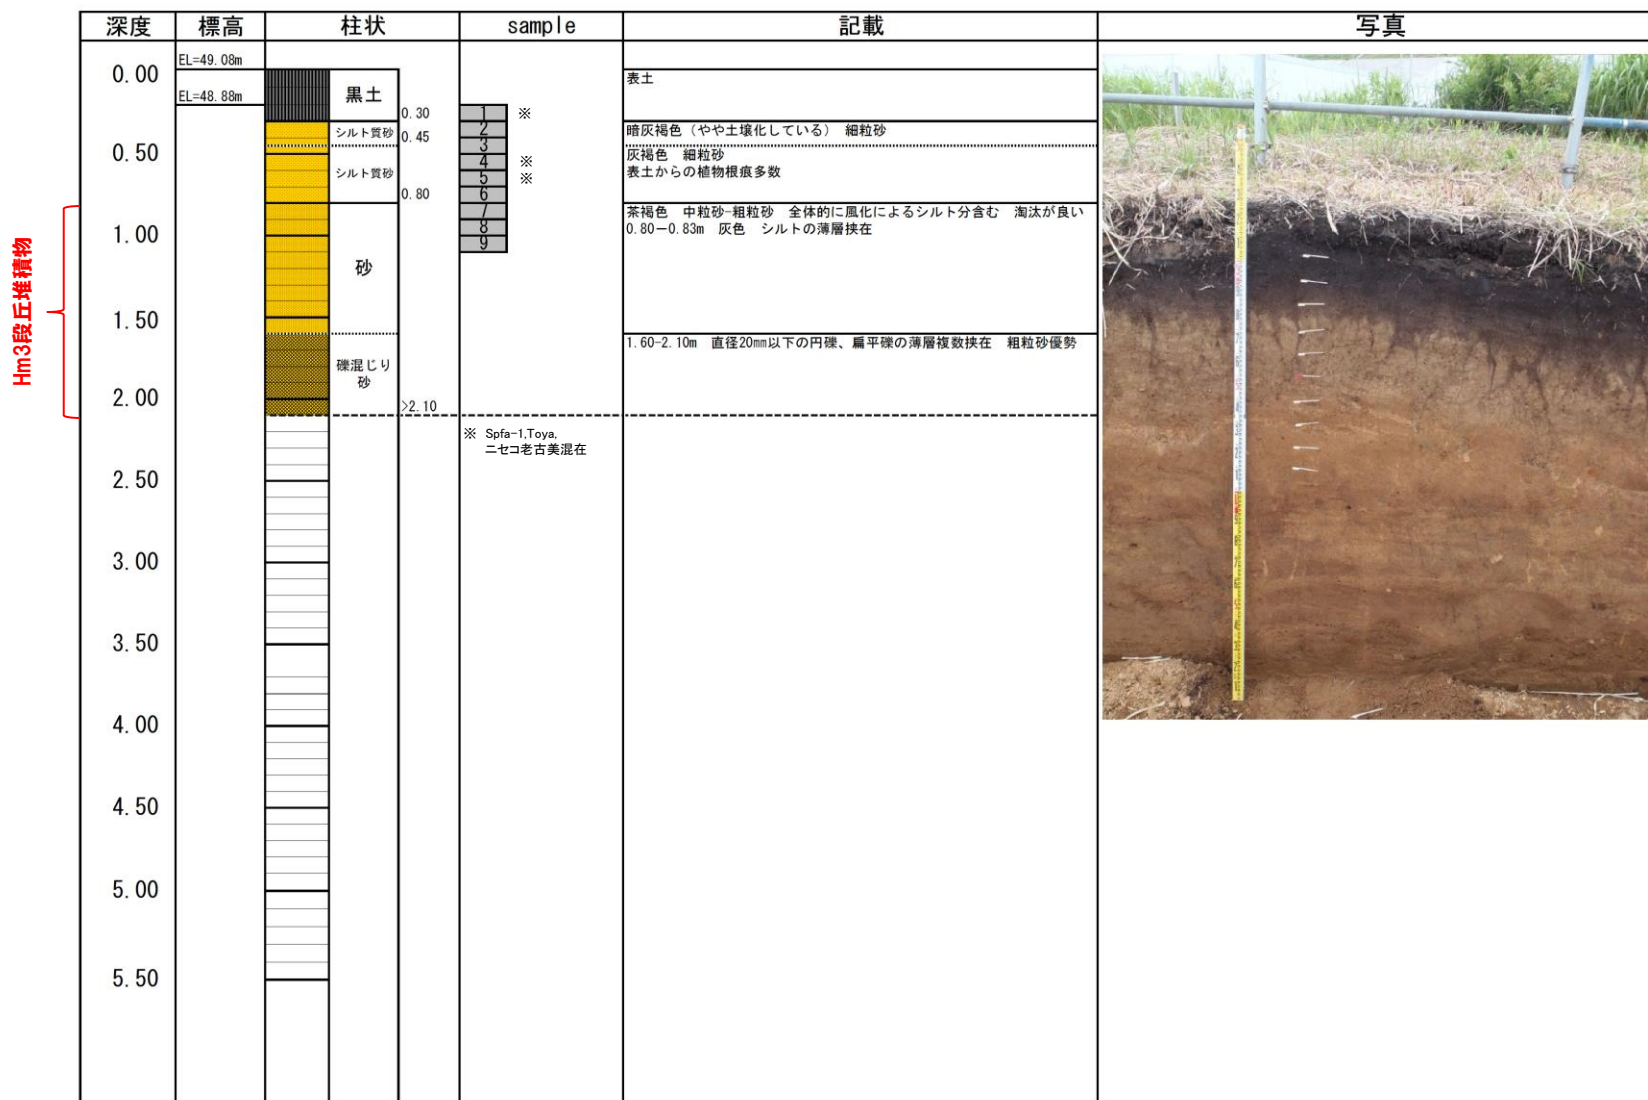 深度 標高 柱状 sample 記載 写真
EL=49.08m
0.00
表土
黒土
EL=48.88m
0.30
1 ※
2
シルト質砂 0.45
暗灰褐色（やや土壌化している） 細粒砂
3
0.50
灰褐色 細粒砂
4 ※
表土からの植物根痕多数
シルト質砂
5 ※
0.80
6
7
茶褐色 中粒砂-粗粒砂 全体的に風化によるシルト分含む 淘汰が良い
8
0.80－0.83m 灰色 シルトの薄層挟在
1.00
9
砂
1.50
1.60-2.10m 直径20mm以下の円礫、扁平礫の薄層複数挟在 粗粒砂優勢
礫混じり
砂
2.00
>2.10
Hm3段丘堆積物
※ Spfa-1,Toya,
ニセコ老古美混在
2.50
3.00
3.50
4.00
4.50
5.00
5.50